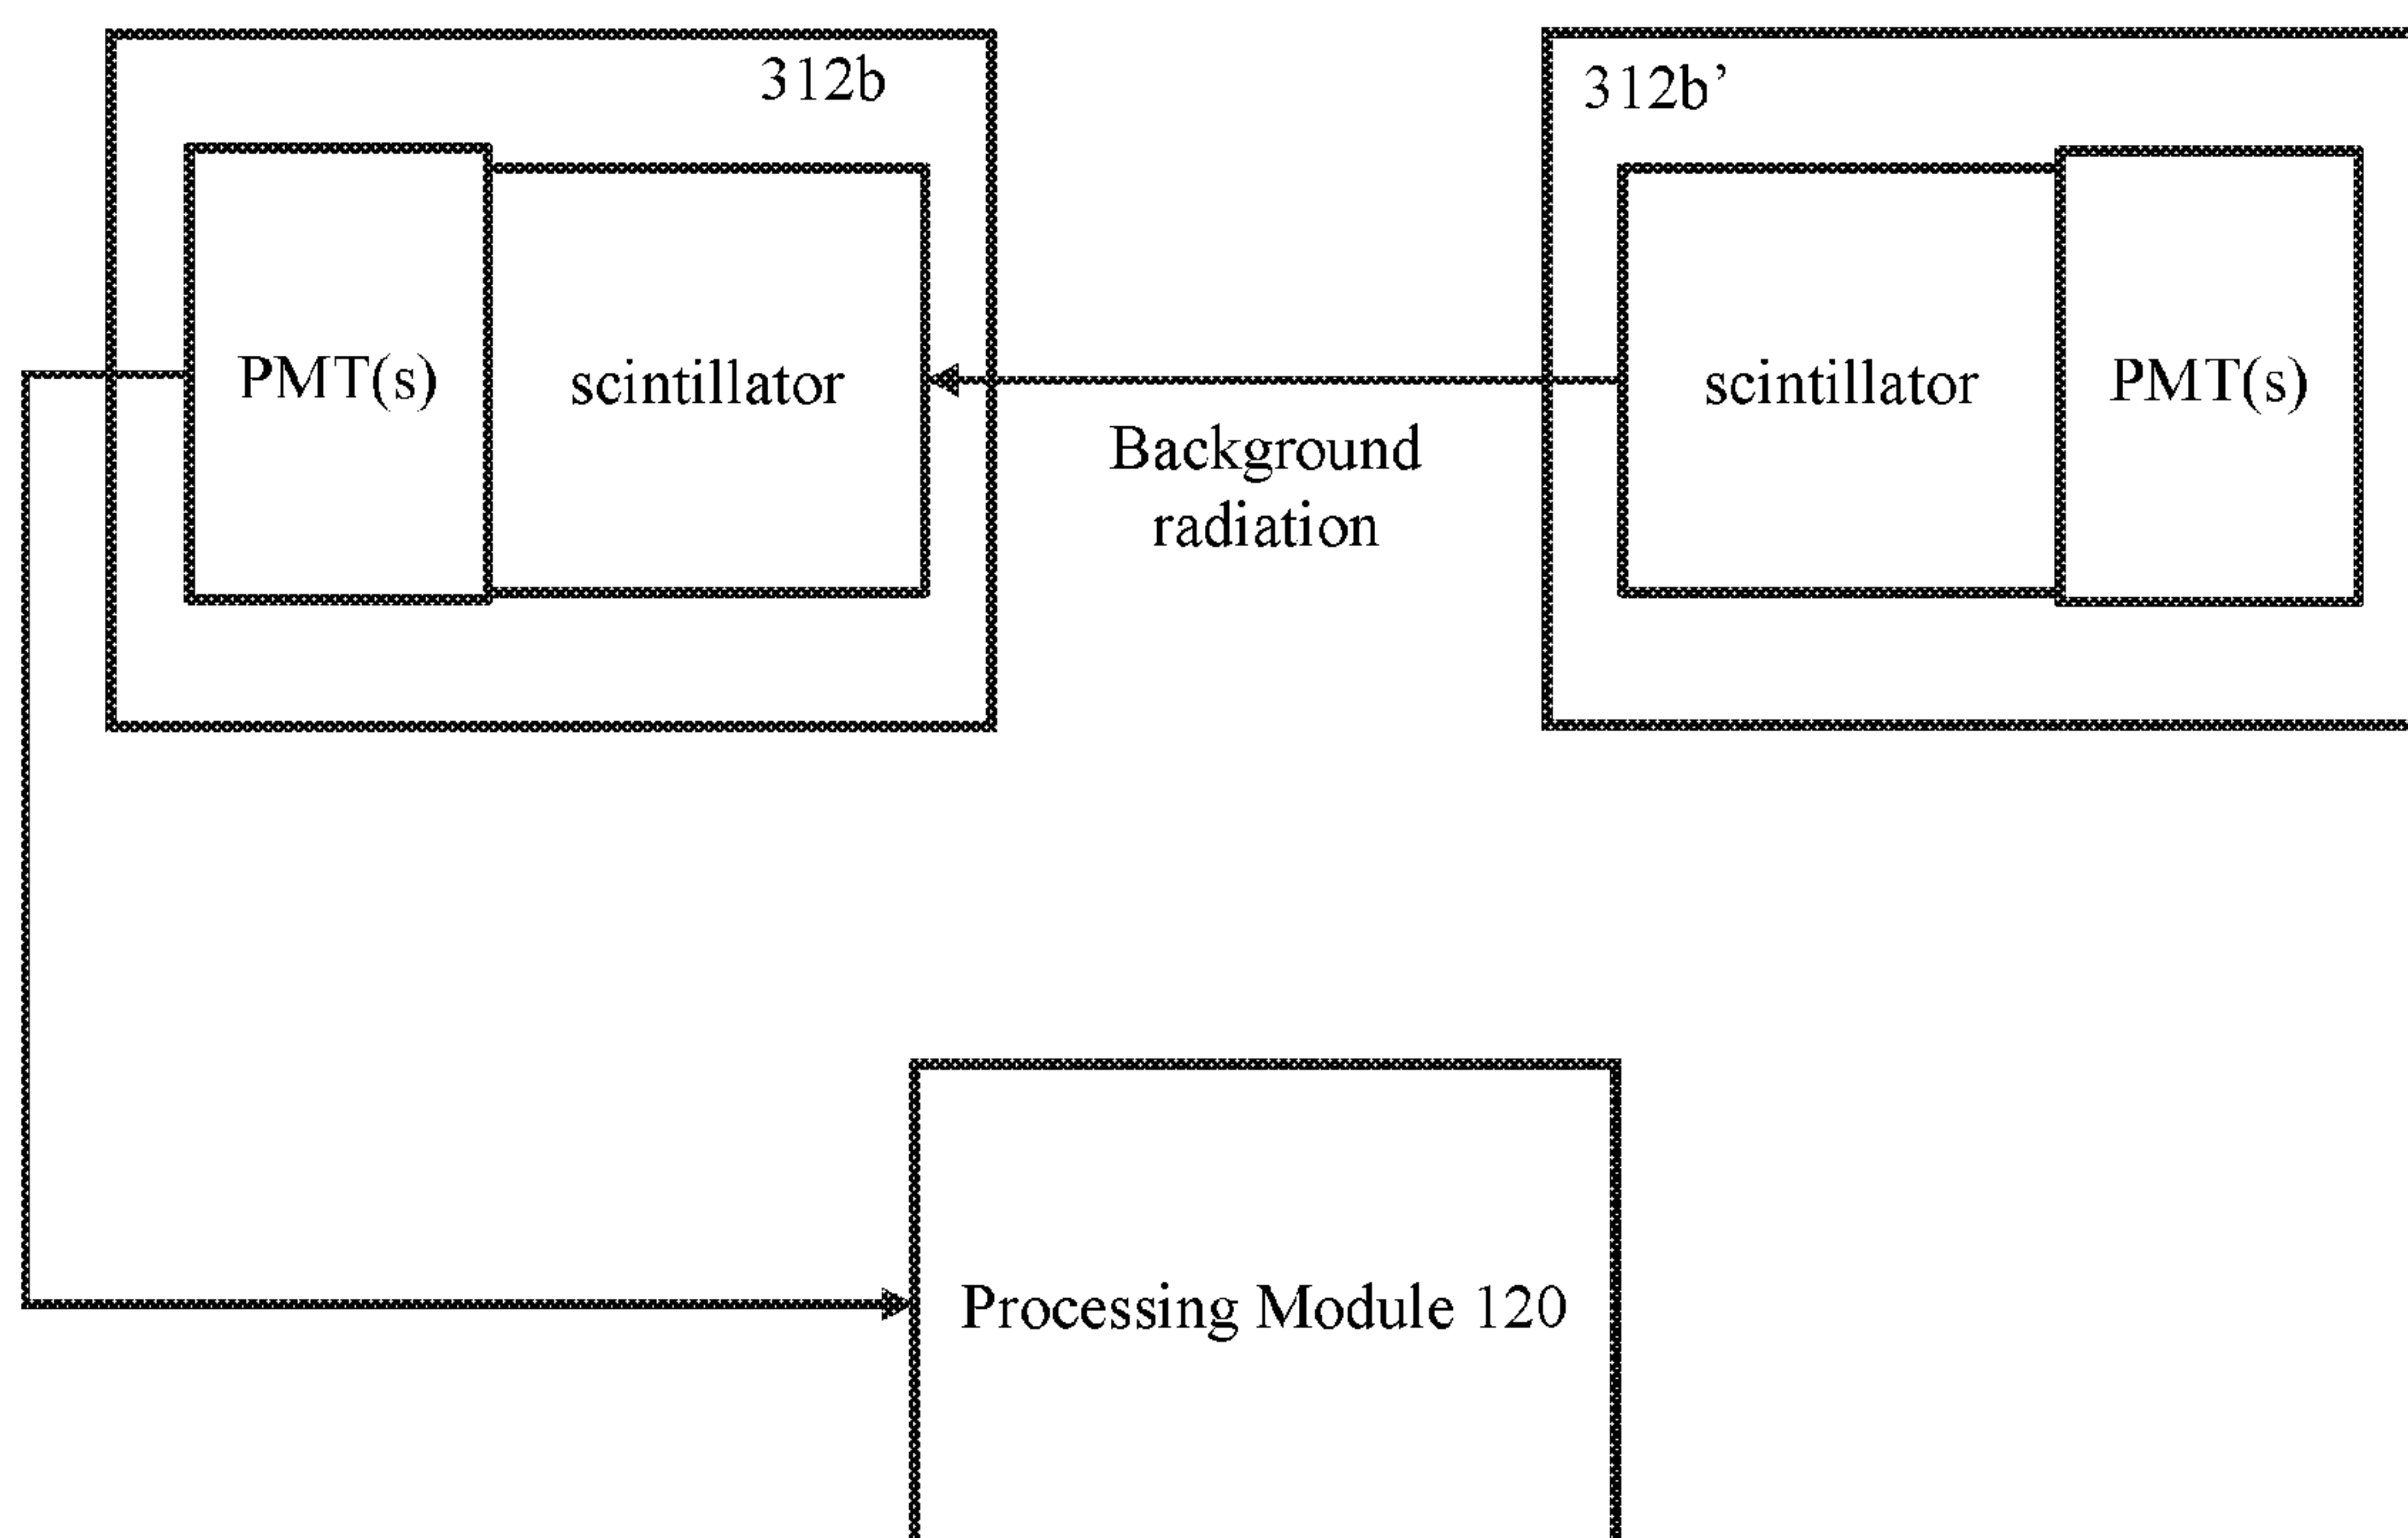 312b
312b’
PMT(s)
scintillator
scintillator
PMT(s)
Background
radiation
Processing Module 120